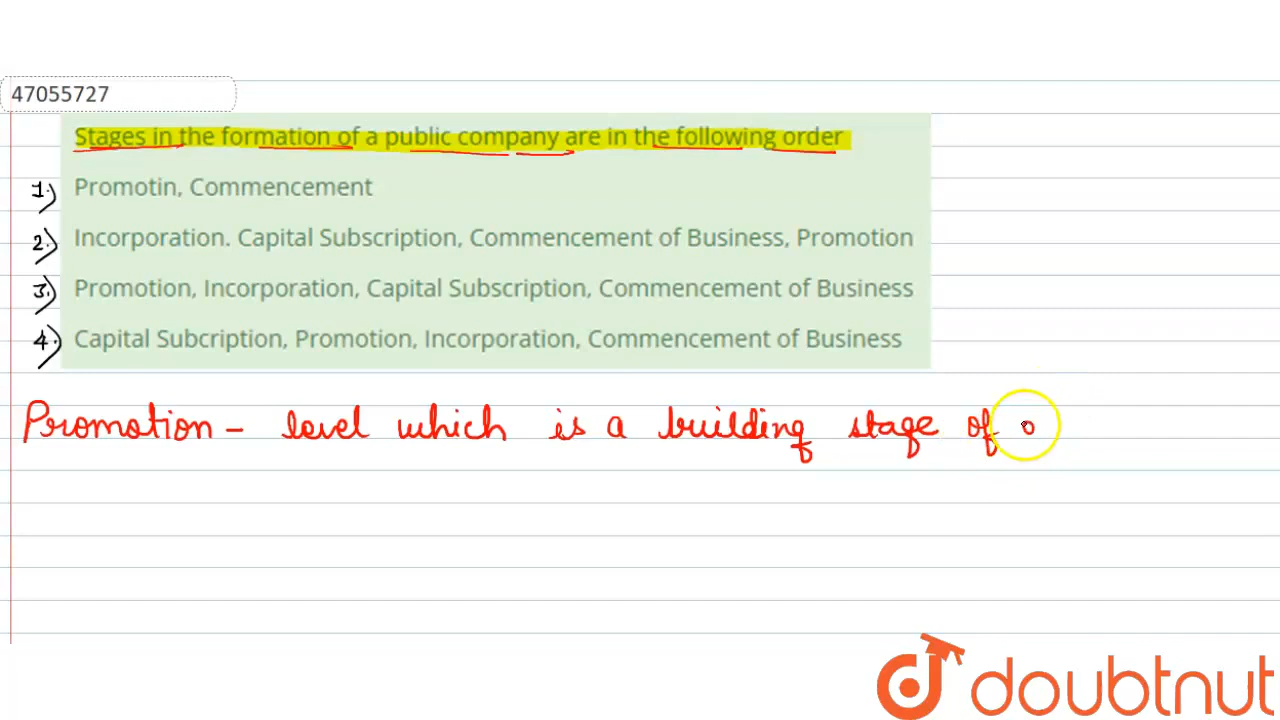 47055727
Stages in the formation of a public company are in the following order
1.) Promotin, Commencement
2.) Incorporation. Capital Subscription, Commencement of Business, Promotion
3.) Promotion, Incorporation, Capital Subscription, Commencement of Business
4.) Capital Subcription, Promotion, Incorporation, Commencement of Business
Promotion - level which is a building stage of
doubtnut